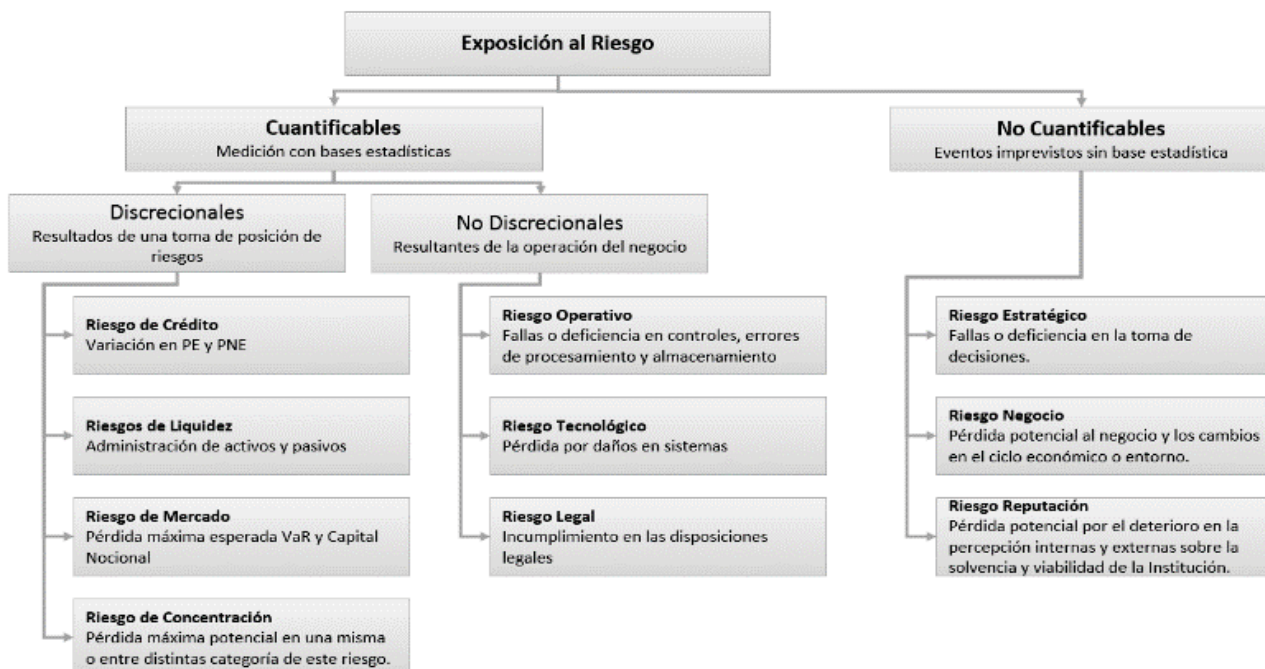 Exposición al Riesgo
Cuantificables
Medición con bases estadísticas
No Cuantificables
Eventos imprevistos sin base estadística
Discrecionales
Resultados de una toma de posición de
riesgos
No Discrecionales
Resultantes de la operación del negocio
Riesgo de Crédito
Variación en PE y PNE
Riesgos de Liquidez
Administración de activos y pasivos
Riesgo de Mercado
Pérdida máxima esperada VaR y Capital
Nocional
Riesgo de Concentración
Pérdida máxima potencial en una misma
o entre distintas categoría de este riesgo.
Riesgo Operativo
Fallas o deficiencia en controles, errores
de procesamiento y almacenamiento
Riesgo Tecnológico
Pérdida por daños en sistemas
Riesgo Legal
Incumplimiento en las disposiciones
legales
Riesgo Estratégico
Fallas o deficiencia en la toma de
decisiones.
Riesgo Negocio
Pérdida potencial al negocio y los cambios
en el ciclo económico o entorno.
Riesgo Reputación
Pérdida potencial por el deterioro en la
percepción internas y externas sobre la
solvencia y viabilidad de la Institución.